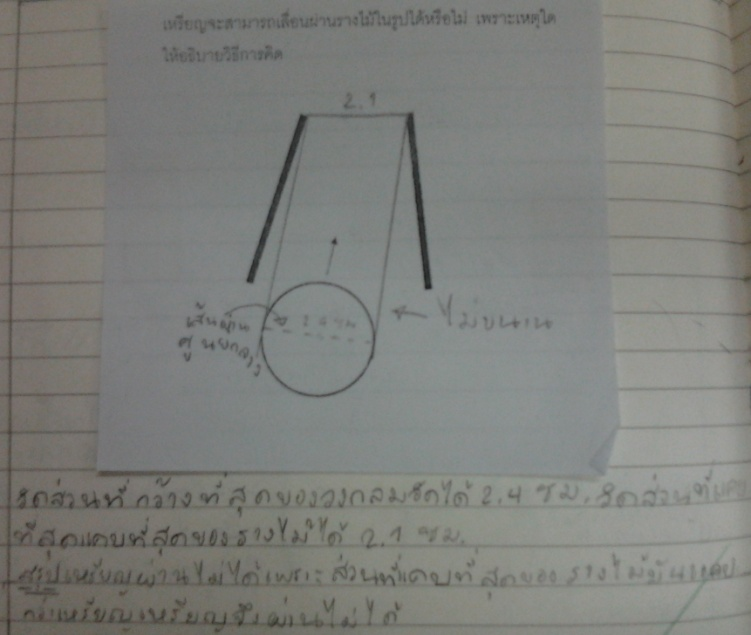 เหรียญจะสามารถเลื่อนผ่านรางไม้ในรูปได้หรือไม่ เพราะเหตุใด
ให้อธิบายวิธีการคิด
2.1
เส้นผ่าน
ศูนย์กลาง
2.4 ซม
ไม่ขนาน
วัดส่วนที่กว้างที่สุดของวงกลมวัดได้ 2.4 ซม. วัดส่วนที่แคบ
ที่สุดแคบที่สุดของรางไม้ได้ 2.1 ซม.
สรุปเหรียญผ่านไม่ได้เพราะส่วนที่แคบที่สุดของรางไม้มันแคบ
กว่าเหรียญเหรียญจึงผ่านไม่ได้